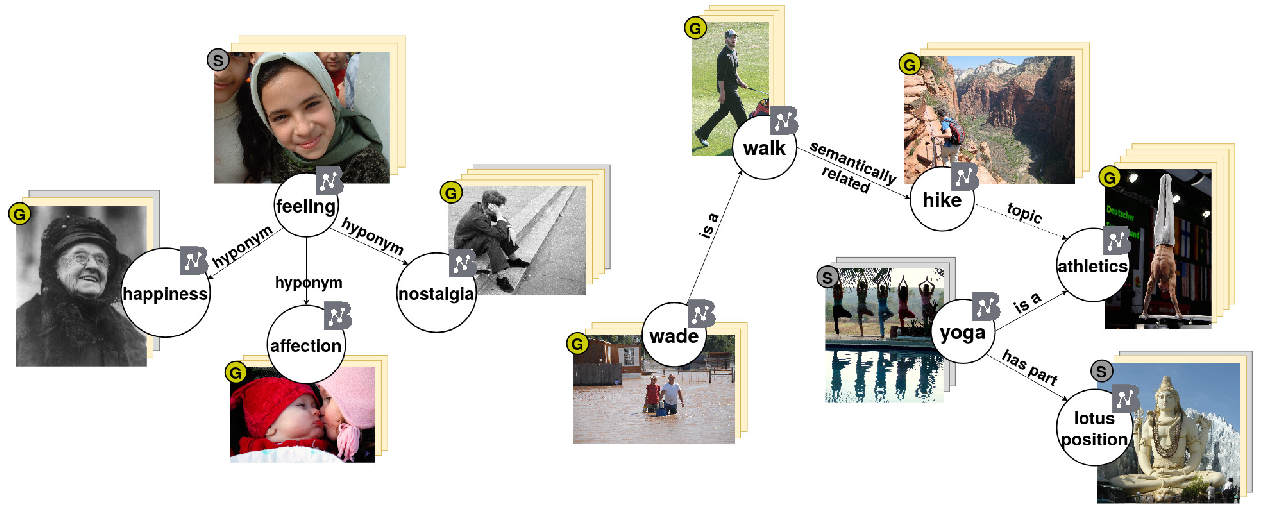 S
feeling
hyponym
hyponym
hyponym
G
happiness
G
affection
G
nostalgia
G
walk
semantically
related
G
hike
topic
is a
G
wade
G
athletics
Deutscher
S
yoga
is a
has part
S
lotus
position